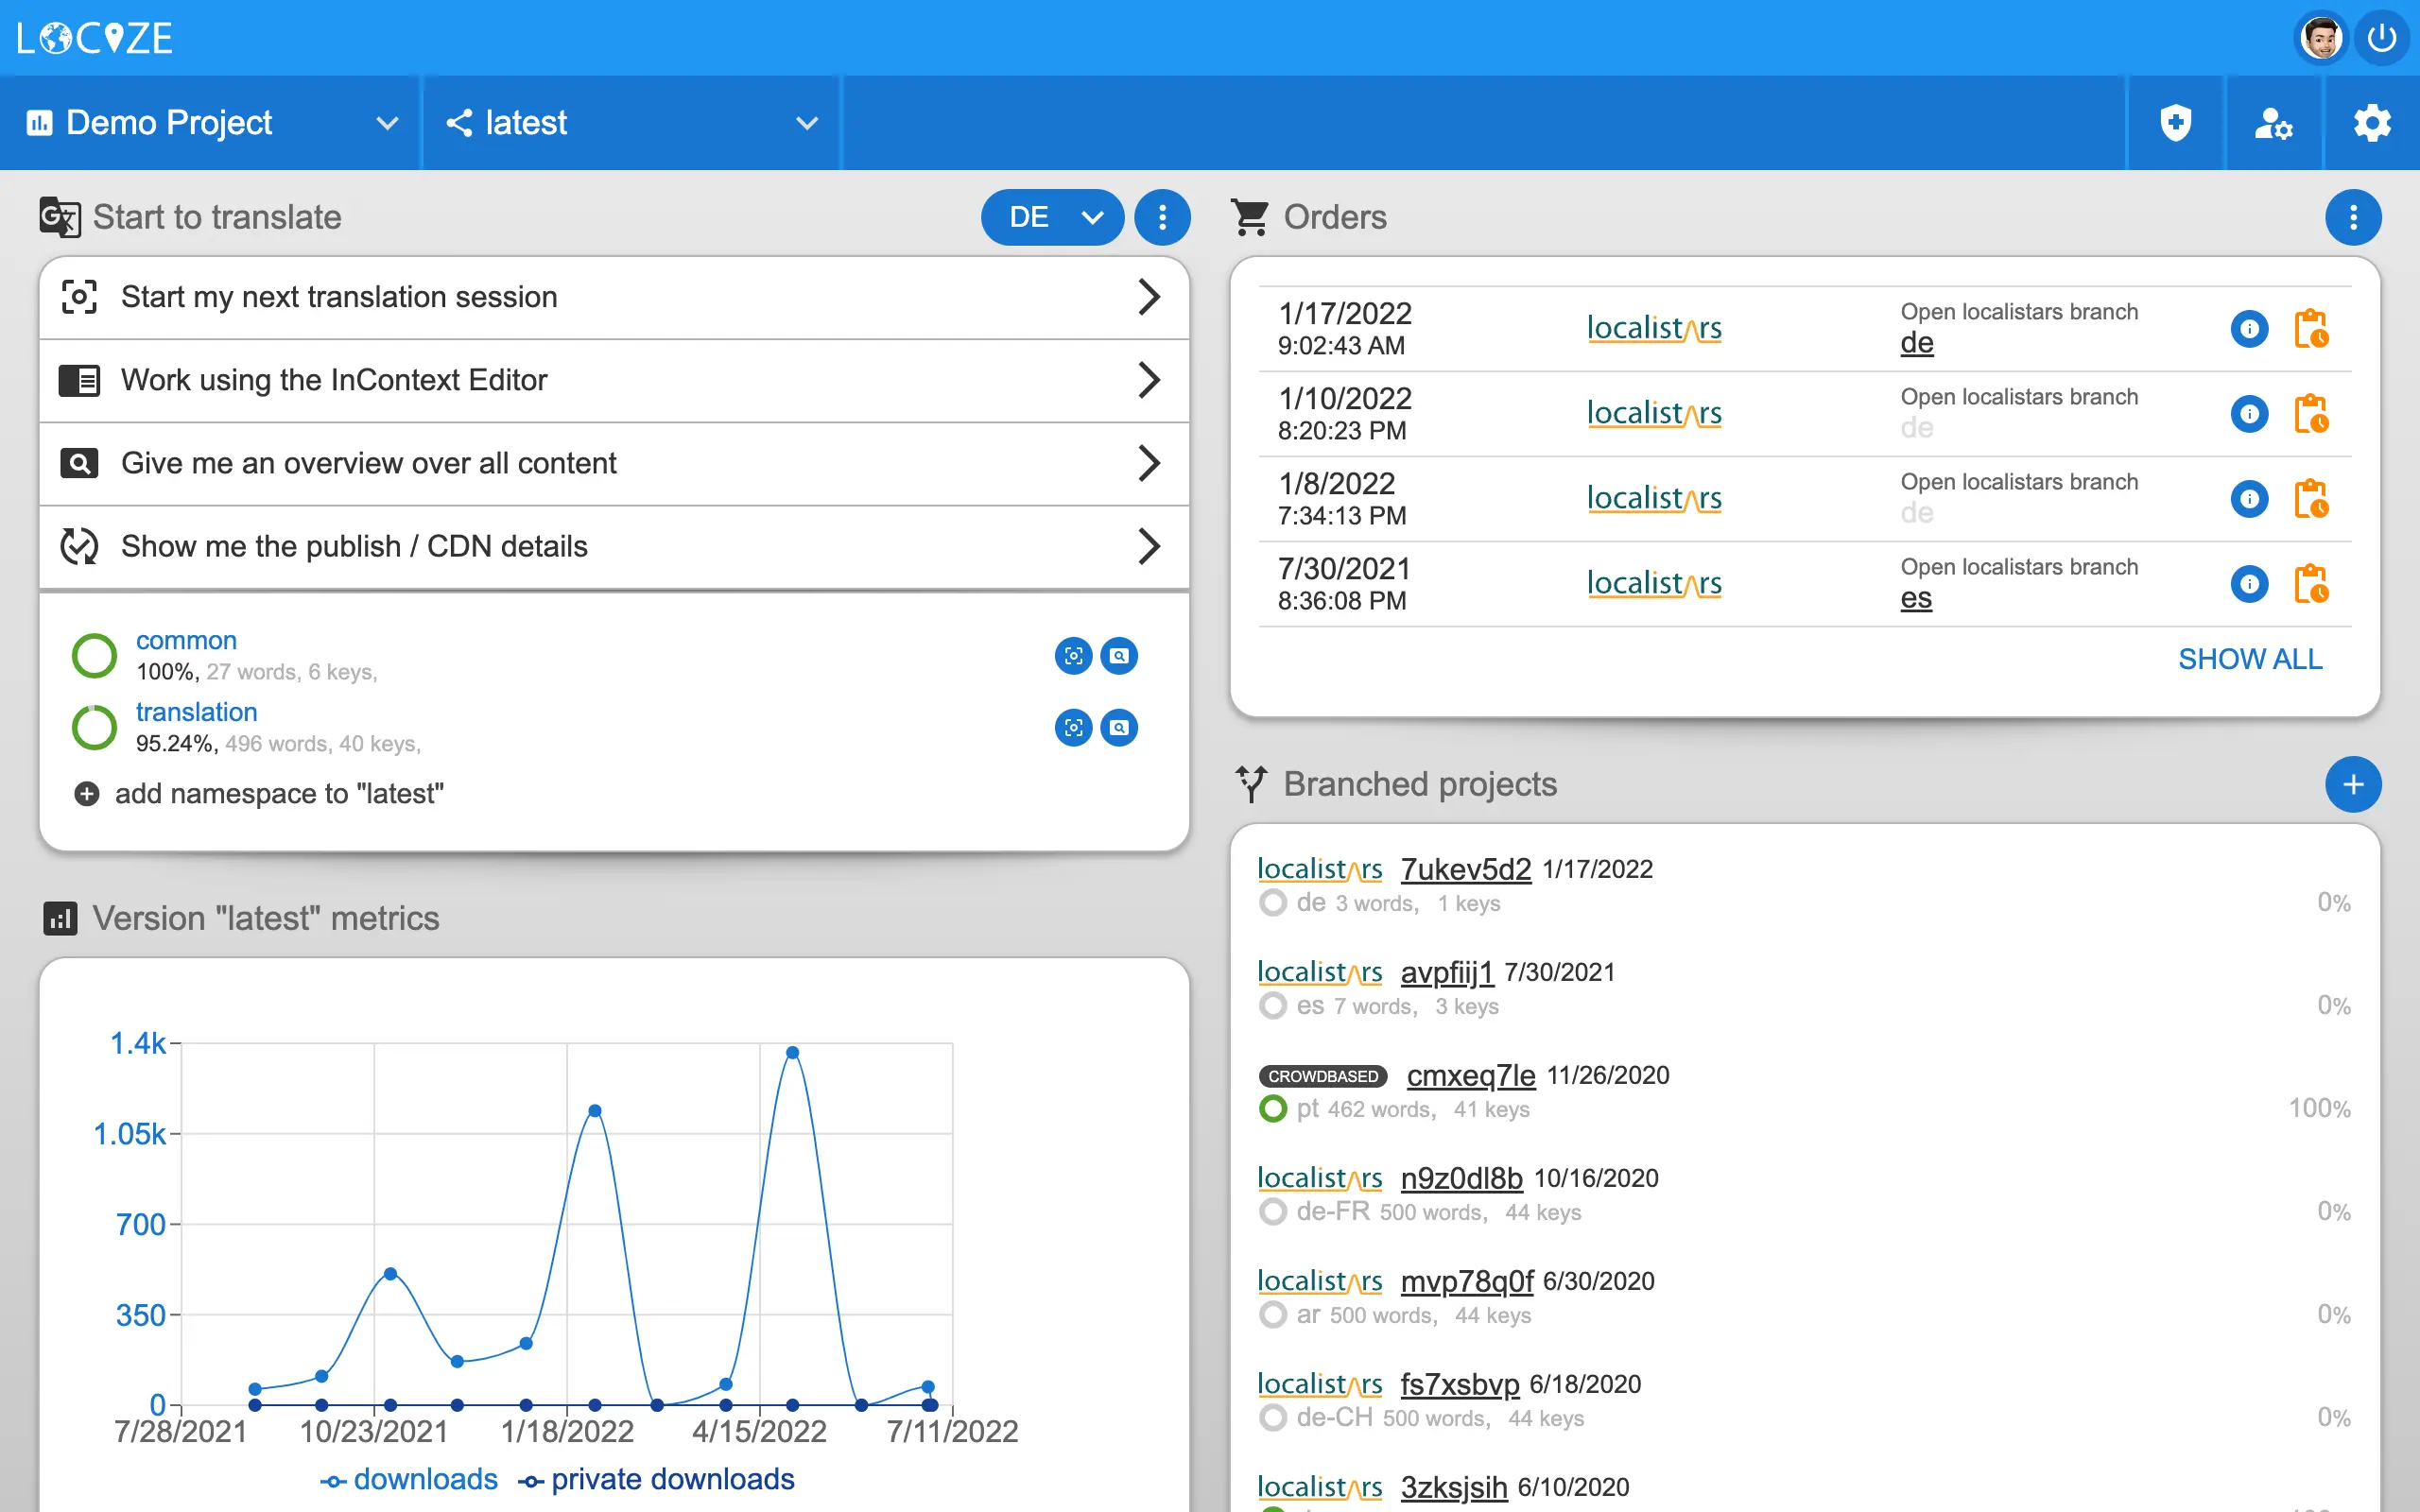 LOCIZE
Demo Project
latest
Start to translate
DE
Start my next translation session
Work using the InContext Editor
Give me an overview over all content
Show me the publish / CDN details
common
100%, 27 words, 6 keys,
translation
95.24%, 496 words, 40 keys,
add namespace to "latest"
Version "latest" metrics
1.4k
1.05k
700
350
0
7/28/2021 10/23/2021 1/18/2022 4/15/2022 7/11/2022
downloads private downloads
Orders
1/17/2022
9:02:43 AM
localistars
Open localistars branch
de
1/10/2022
8:20:23 PM
localistars
Open localistars branch
de
1/8/2022
7:34:13 PM
localistars
Open localistars branch
de
7/30/2021
8:36:08 PM
localistars
Open localistars branch
es
SHOW ALL
Branched projects
localistars 7ukev5d2 1/17/2022
de 3 words, 1 keys 0%
localistars avpfiij1 7/30/2021
es 7 words, 3 keys 0%
CROWDBASED cmxeq7le 11/26/2020
pt 462 words, 41 keys 100%
localistars n9z0dl8b 10/16/2020
de-FR 500 words, 44 keys 0%
localistars mvp78q0f 6/30/2020
ar 500 words, 44 keys 0%
localistars fs7xsbvp 6/18/2020
de-CH 500 words, 44 keys 0%
localistars 3zksjsih 6/10/2020